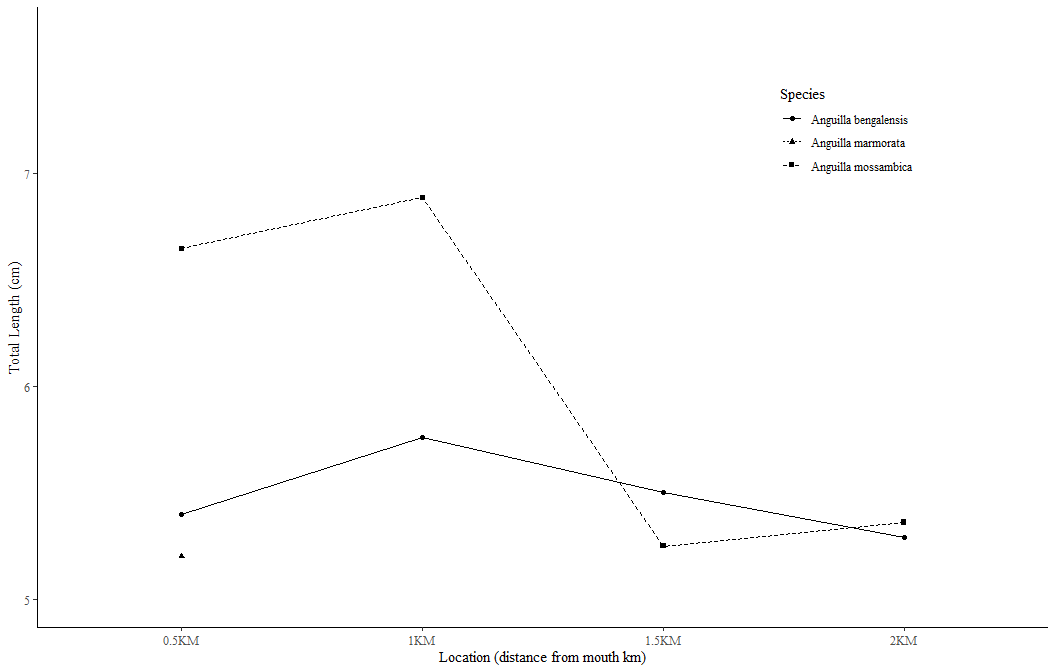 Species
Anguilla bengalensis
Anguilla marmorata
Anguilla mossambica
Total Length (cm)
7
6
5
0.5KM 1KM 1.5KM 2KM
Location (distance from mouth km)